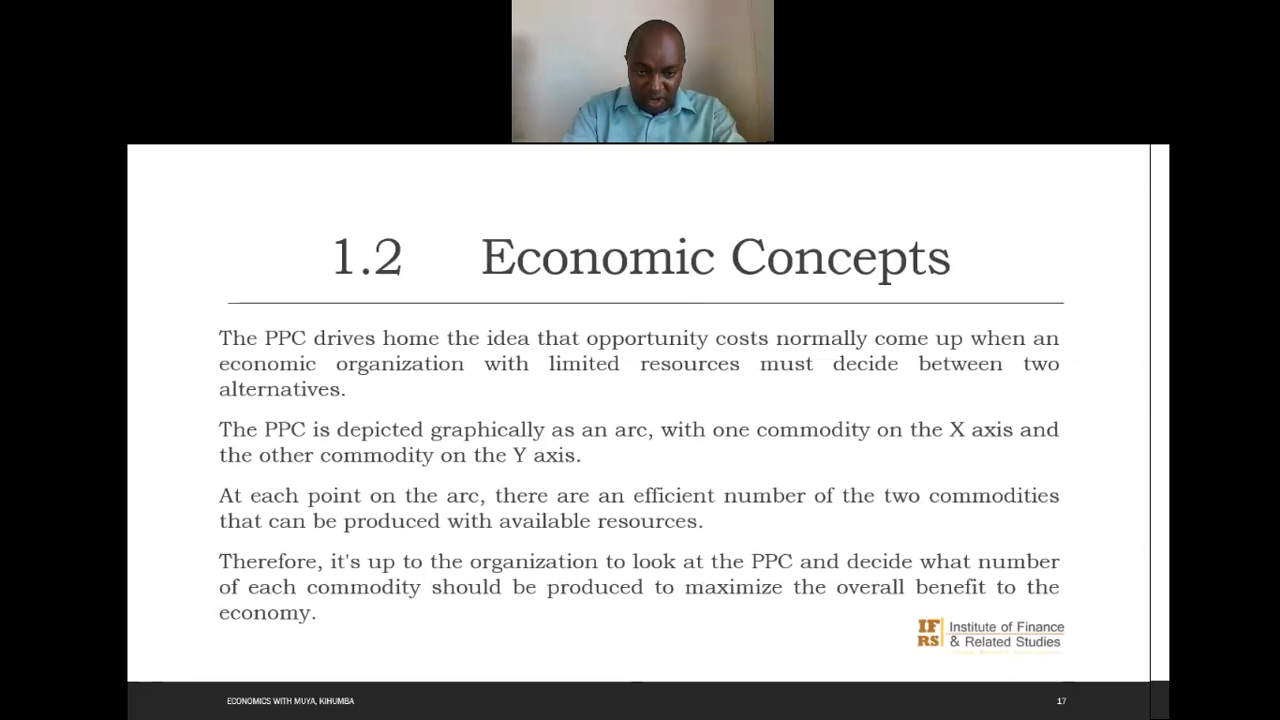 1.2 Economic Concepts
The PPC drives home the idea that opportunity costs normally come up when an
economic organization with limited resources must decide between two
alternatives.
The PPC is depicted graphically as an arc, with one commodity on the X axis and
the other commodity on the Y axis.
At each point on the arc, there are an efficient number of the two commodities
that can be produced with available resources.
Therefore, it's up to the organization to look at the PPC and decide what number
of each commodity should be produced to maximize the overall benefit to the
economy.
IF
RS
Institute of Finance
& Related Studies
ECONOMICS WITH MUYA, KIHUMBA
17